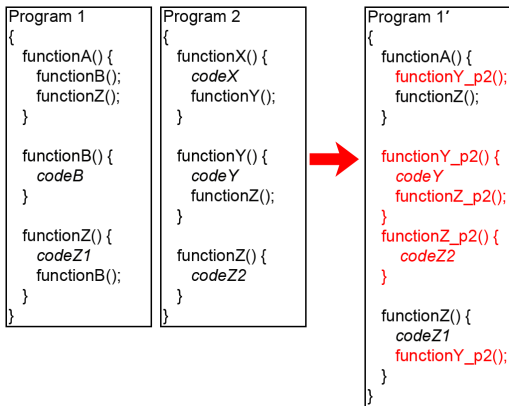 Program 1
{
functionA() {
functionB();
functionZ();
}
functionB() {
codeB
}
functionZ() {
codeZ1
functionB();
}
}
Program 2
{
functionX() {
codeX
functionY();
}
functionY() {
codeY
functionZ();
}
functionZ() {
codeZ2
}
}
Program 1′
{
functionA() {
functionY_p2();
functionZ();
}
functionY_p2() {
codeY
functionZ_p2();
}
functionZ_p2() {
codeZ2
}
functionZ() {
codeZ1
functionY_p2();
}
}